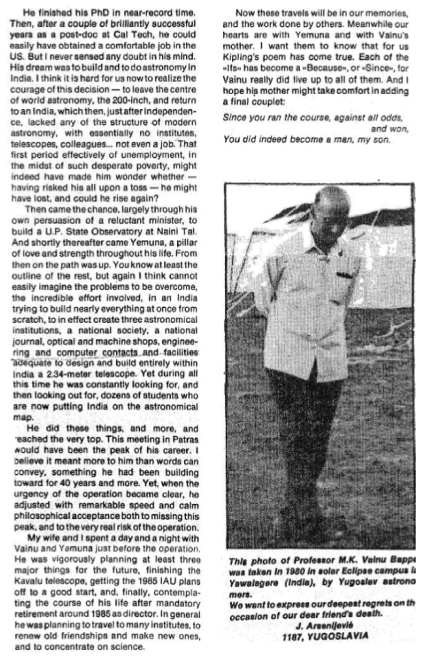 He finished his PhD in near-record time.
Then, after a couple of brilliantly successful
years as a post-doc at Cal Tech, he could
easily have obtained a comfortable job in the
US. But I never sensed any doubt in his mind.
His dream was to build and to do astronomy in
India. I think it is hard for us now to realize the
courage of this decision — to leave the centre
of world astronomy, the 200-inch, and return
to an India, which then, just after Independen-
ce, lacked any of the structure of modern
astronomy, with essentially no institutes,
telescopes, colleagues... not even a job. That
first period effectively of unemployment, in
the midst of such desperate poverty, might
indeed have made him wonder whether —
having risked his all upon a toss — he might
have lost, and could he rise again?
Then came the chance, largely through his
own persuasion of a reluctant minister, to
build a U.P. State Observatory at Naini Tal.
And shortly thereafter came Yemuna, a pillar
of love and strength throughout his life. From
then on the path was up. You know at least the
outline of the rest, but again I think cannot
easily imagine the problems to be overcome,
the incredible effort involved, in an India
trying to build nearly everything at once from
scratch, to in effect create three astronomical
institutions, a national society, a national
journal, optical and machine shops, enginee-
ring and computer contacts and facilities
adequate to design and build entirely within
India a 2.34-meter telescope. Yet during all
this time he was constantly looking for, and
then looking out for, dozens of students who
are now putting India on the astronomical
map.
He did these things, and more, and
reached the very top. This meeting in Patras
would have been the peak of his career. I
believe it meant more to him than words can
convey, something he had been building
toward for 40 years and more. Yet, when the
urgency of the operation became clear, he
adjusted with remarkable speed and calm
philosophical acceptance both to missing this
peak, and to the very real risk of the operation.
My wife and I spent a day and a night with
Vainu and Yemuna just before the operation.
He was vigorously planning at least three
major things for the future, finishing the
Kavalu telescope, getting the 1985 IAU plans
off to a good start, and, finally, contempla-
ting the course of his life after mandatory
retirement around 1985 as director. In general
he was planning to travel to many institutes, to
renew old friendships and make new ones,
and to concentrate on science.
Now these travels will be in our memories,
and the work done by others. Meanwhile our
hearts are with Yemuna and with Vainu's
mother. I want them to know that for us
Kipling's poem has come true. Each of the
«Ifs» has become a «Because», or «Since», for
Vainu really did live up to all of them. And I
hope his mother might take comfort in adding
a final couplet:
Since you ran the course, against all odds,
and won,
You did indeed become a man, my son.
This photo of Professor M.K. Vainu Bappu
was taken in 1980 in solar Eclipse campus in
Yawalagere (India), by Yugoslav astrono
mers.
We want to express our deepest regrets on th
occasion of our dear friend's death.
J. Arsenijević
1187, YUGOSLAVIA